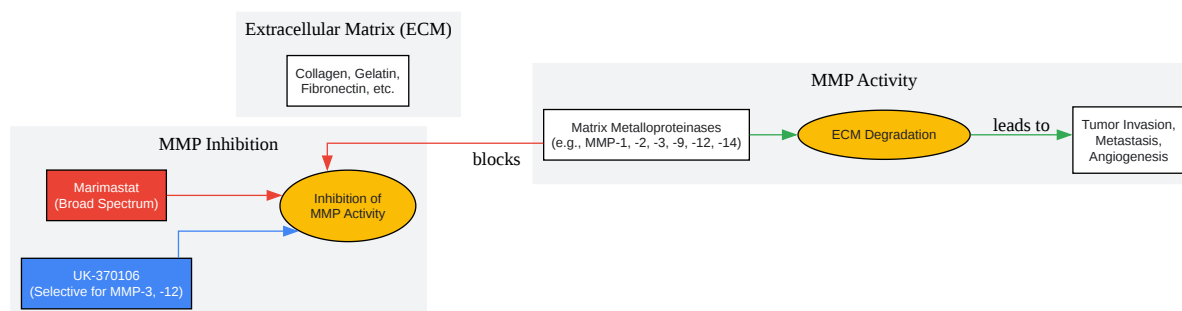 Extracellular Matrix (ECM)
Collagen, Gelatin,
Fibronectin, etc.
MMP Activity
Matrix Metalloproteinases
(e.g., MMP-1, -2, -3, -9, -12, -14)
ECM Degradation
leads to
Tumor Invasion,
Metastasis,
Angiogenesis
MMP Inhibition
blocks
Marimastat
(Broad Spectrum)
Inhibition of
MMP Activity
UK-370106
(Selective for MMP-3, -12)